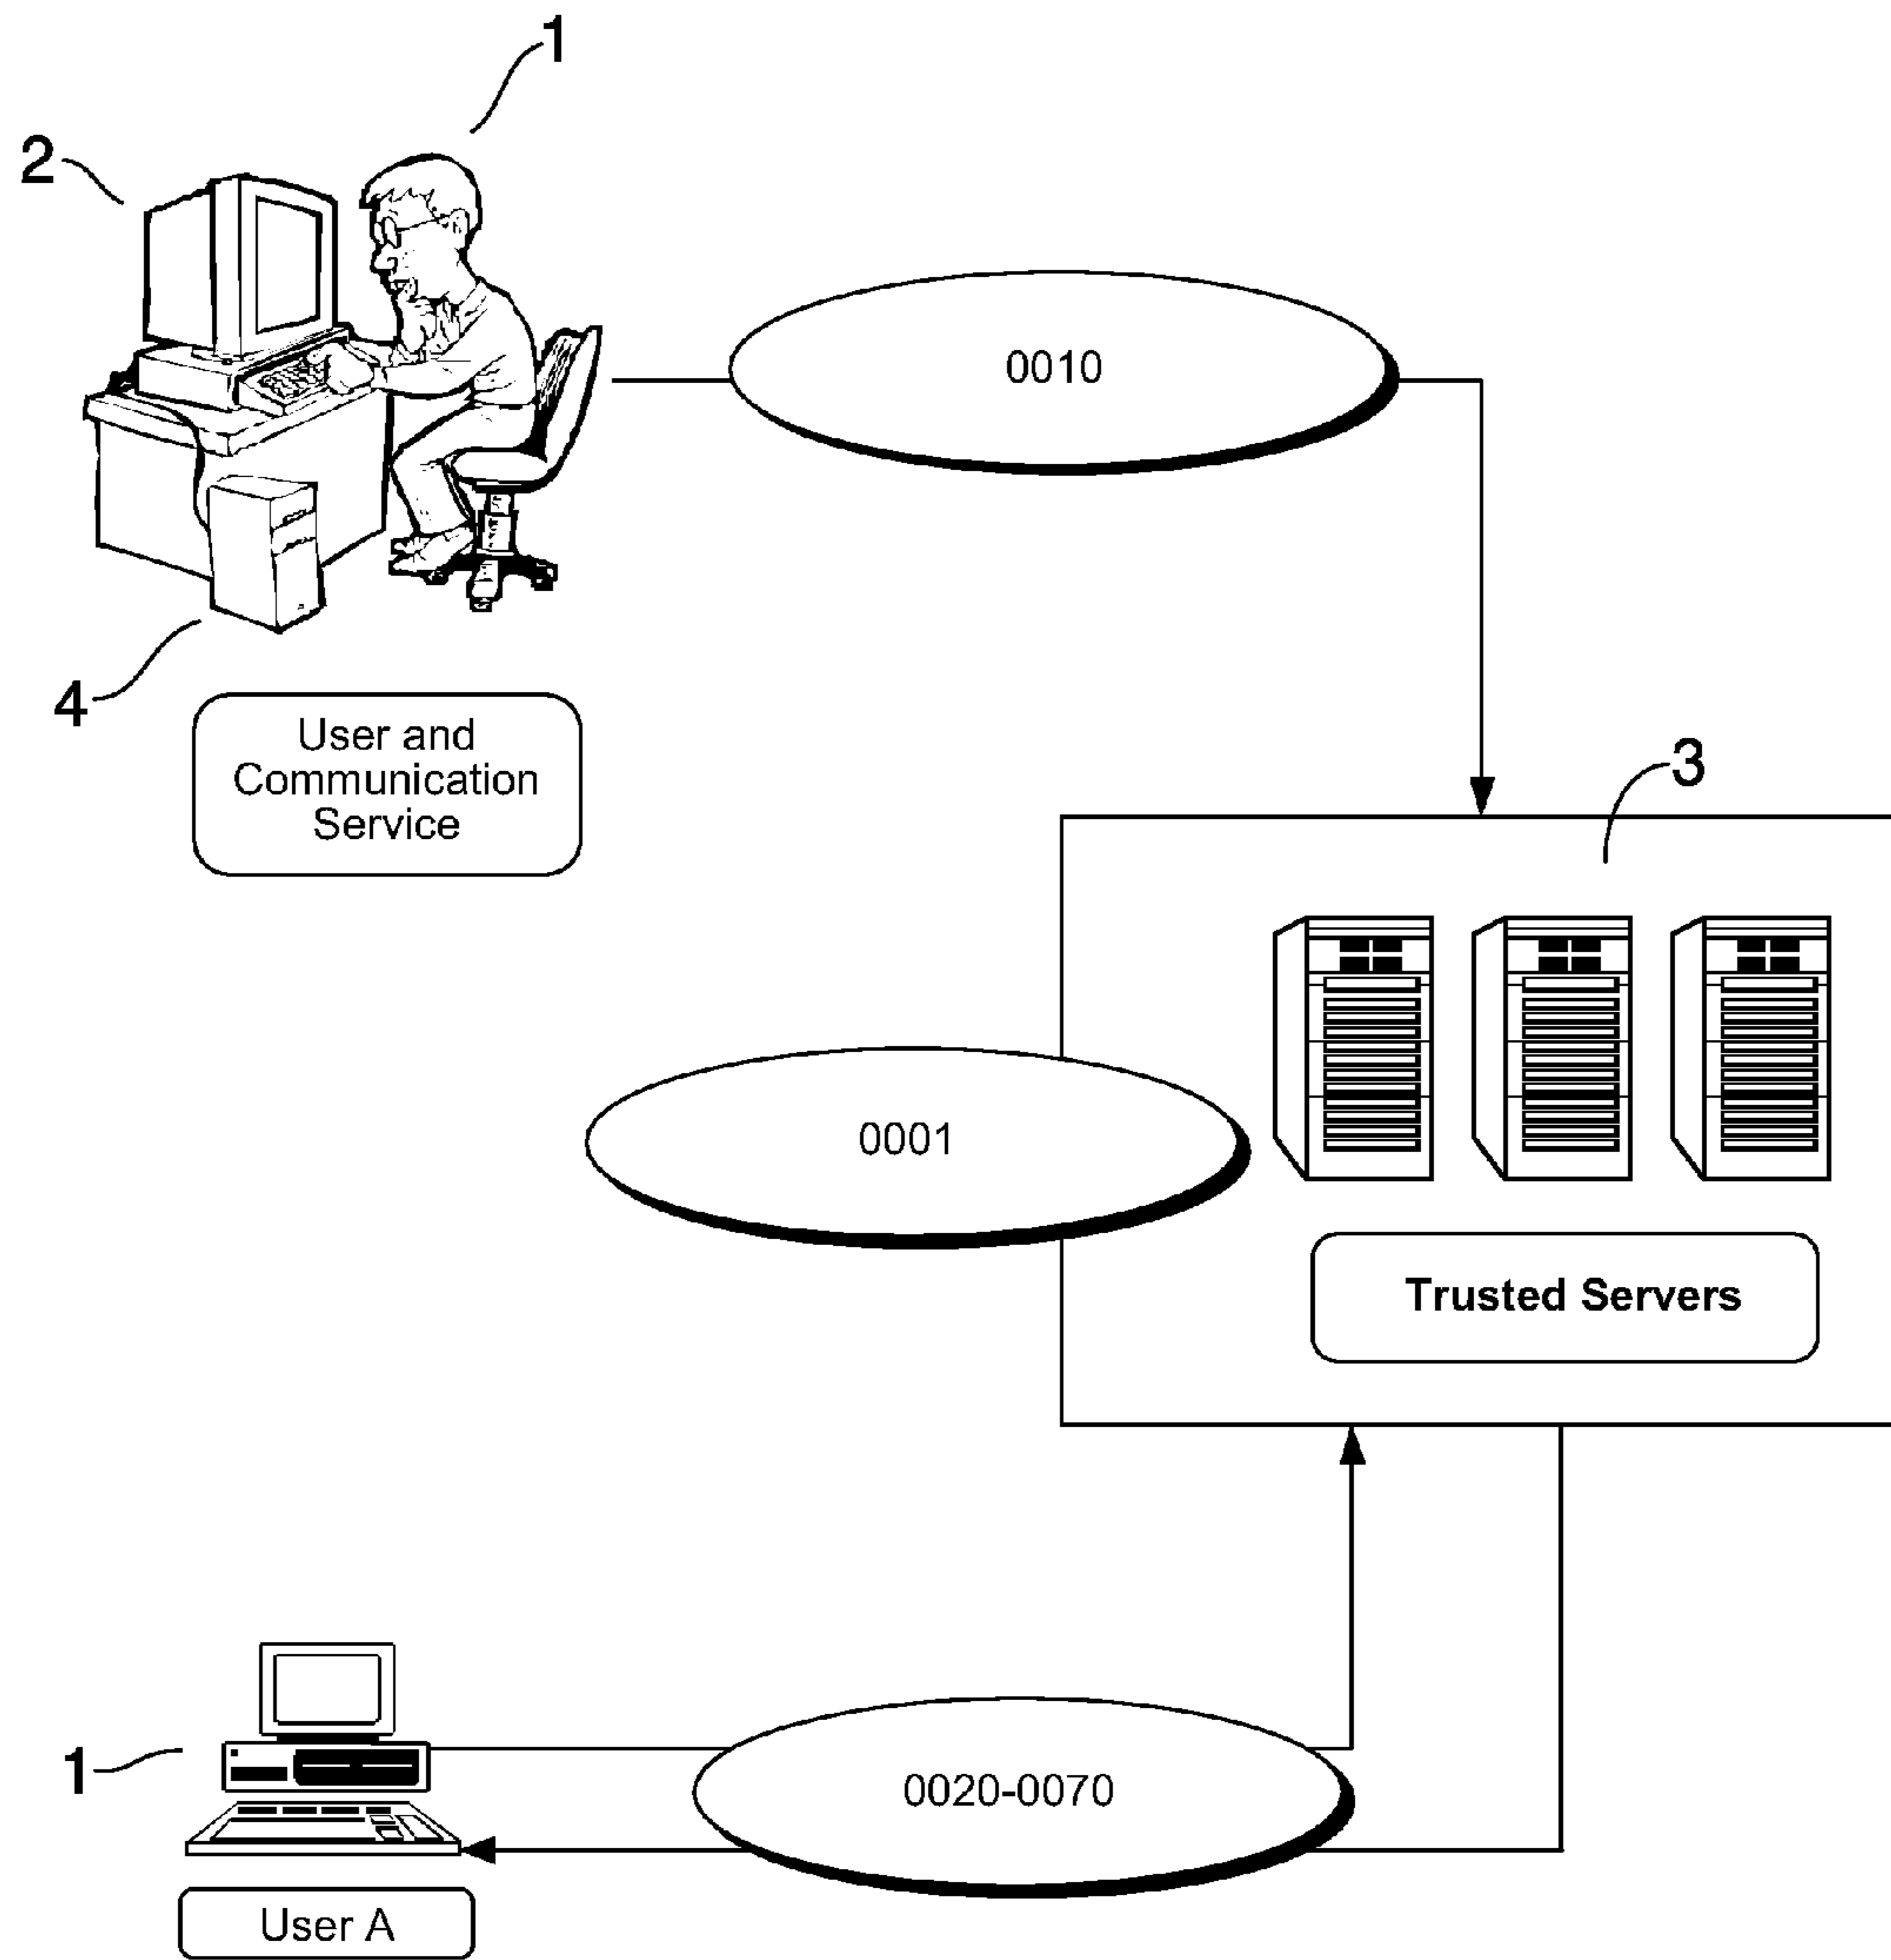 1
2
0010
4
User and
Communication
Service
3
0001
Trusted Servers
1
0020-0070
User A